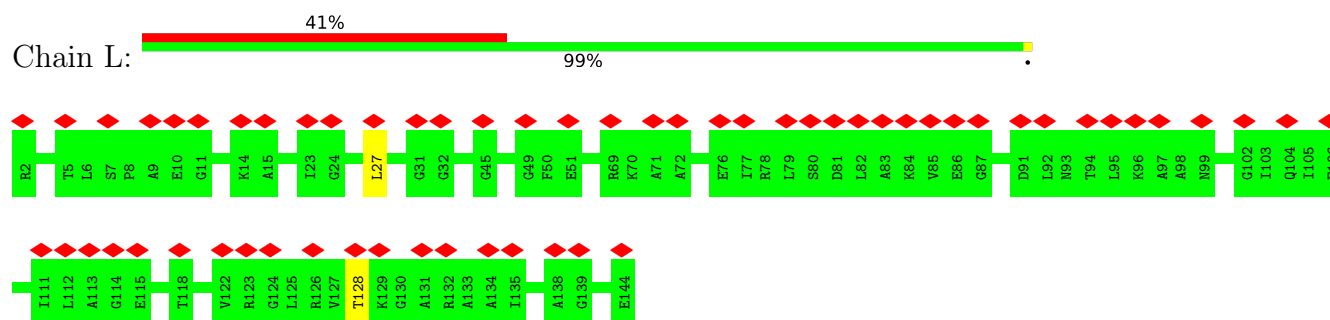 41%
Chain L:
99%
.
R2 T5 L6 S7 P8 A9 E10 G11 K14 A15 I23 G24 L27 G31 G32 G45 G49 F50 E51 R69 K70 A71 A72 E76 I77 R78 L79 S80 D81 L82 A83 K84 V85 E86 G87 D91 L92 N93 T94 L95 K96 A97 A98 N99 G102 I103 Q104 I105
I111 L112 A113 G114 E115 T118 V122 R123 G124 L125 R126 V127 T128 K129 G130 A131 R132 A133 A134 I135 A138 G139 E144